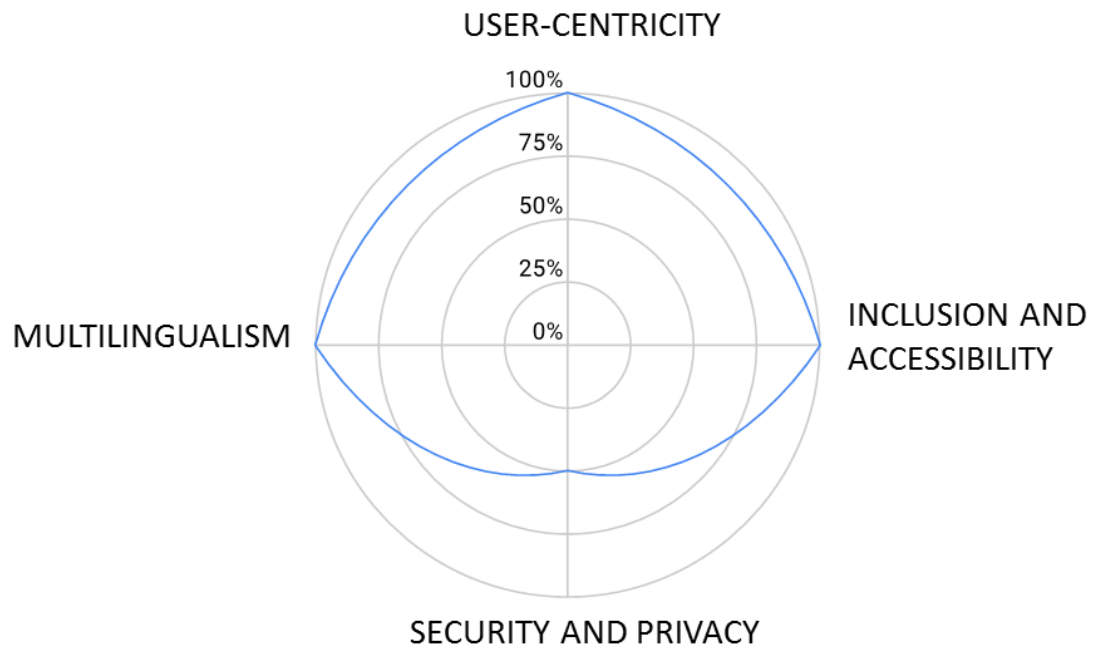 USER-CENTRICITY
100%
75%
50%
25%
0%
MULTILINGUALISM
INCLUSION AND
ACCESSIBILITY
SECURITY AND PRIVACY